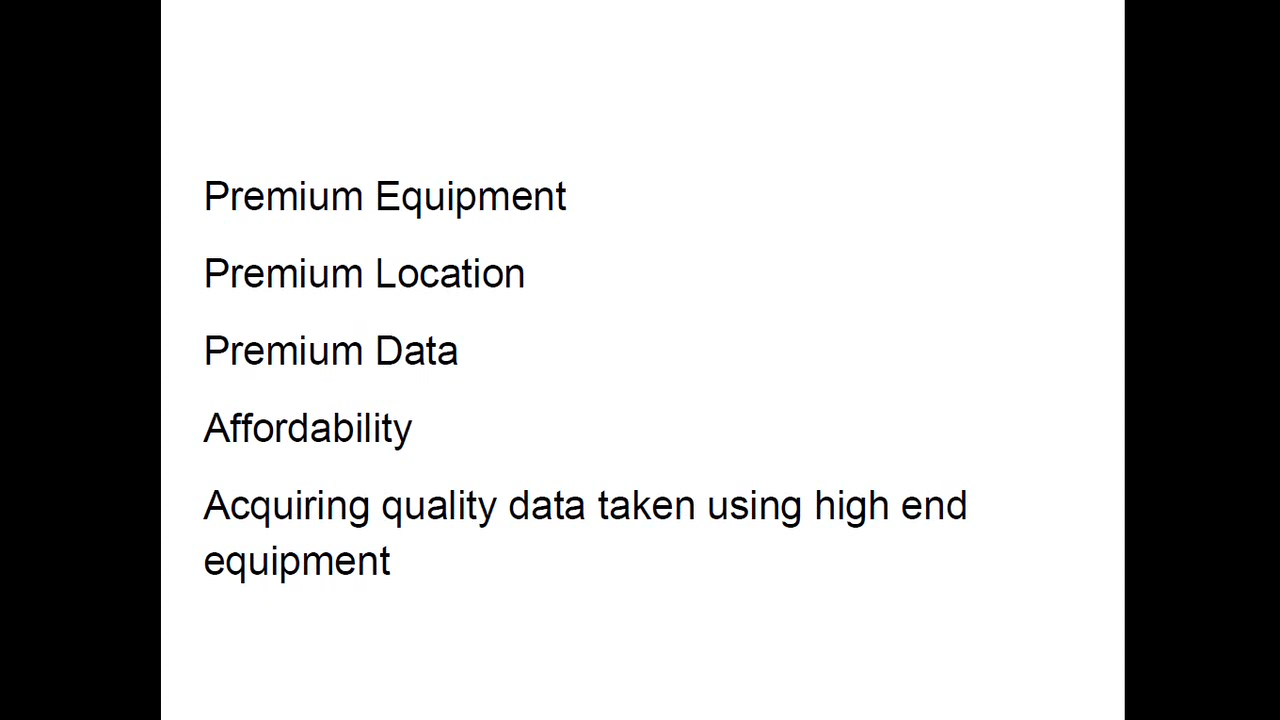 Premium Equipment
Premium Location
Premium Data
Affordability
Acquiring quality data taken using high end
equipment